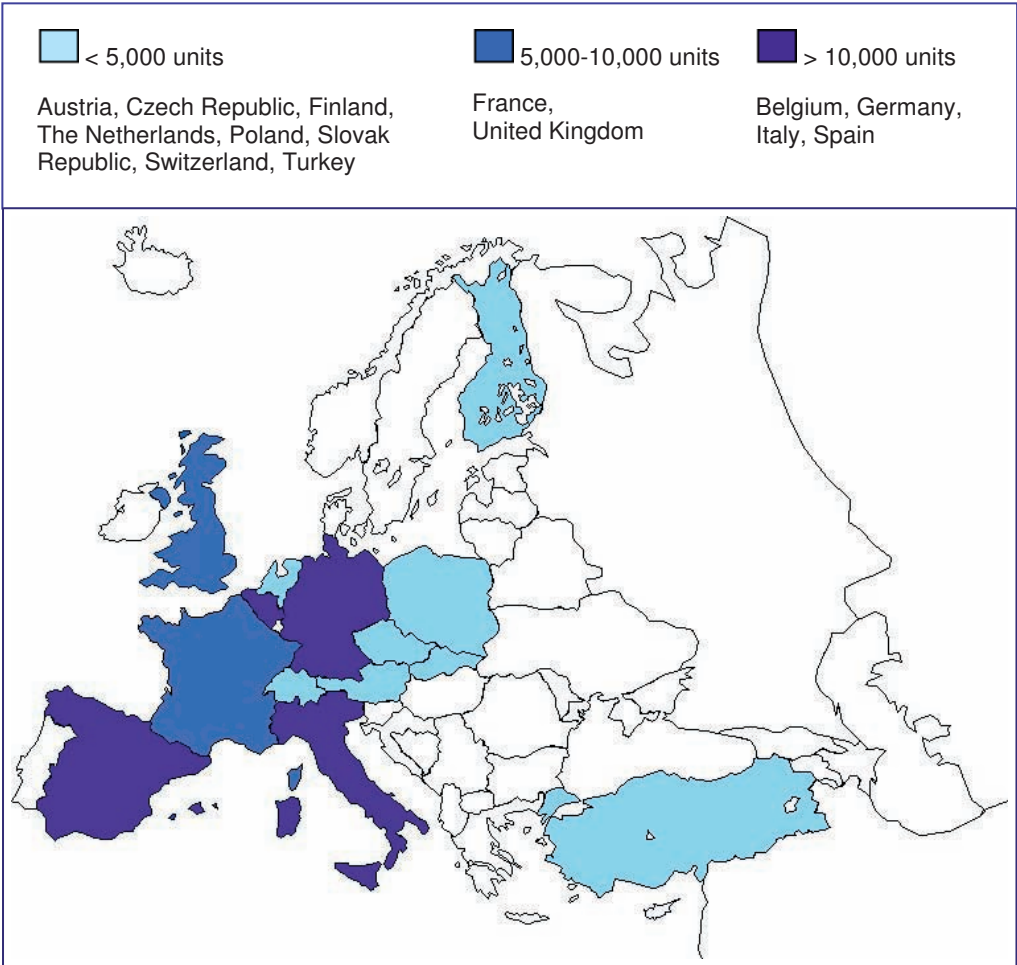 < 5,000 units
Austria, Czech Republic, Finland,
The Netherlands, Poland, Slovak
Republic, Switzerland, Turkey
5,000-10,000 units
France,
United Kingdom
> 10,000 units
Belgium, Germany,
Italy, Spain